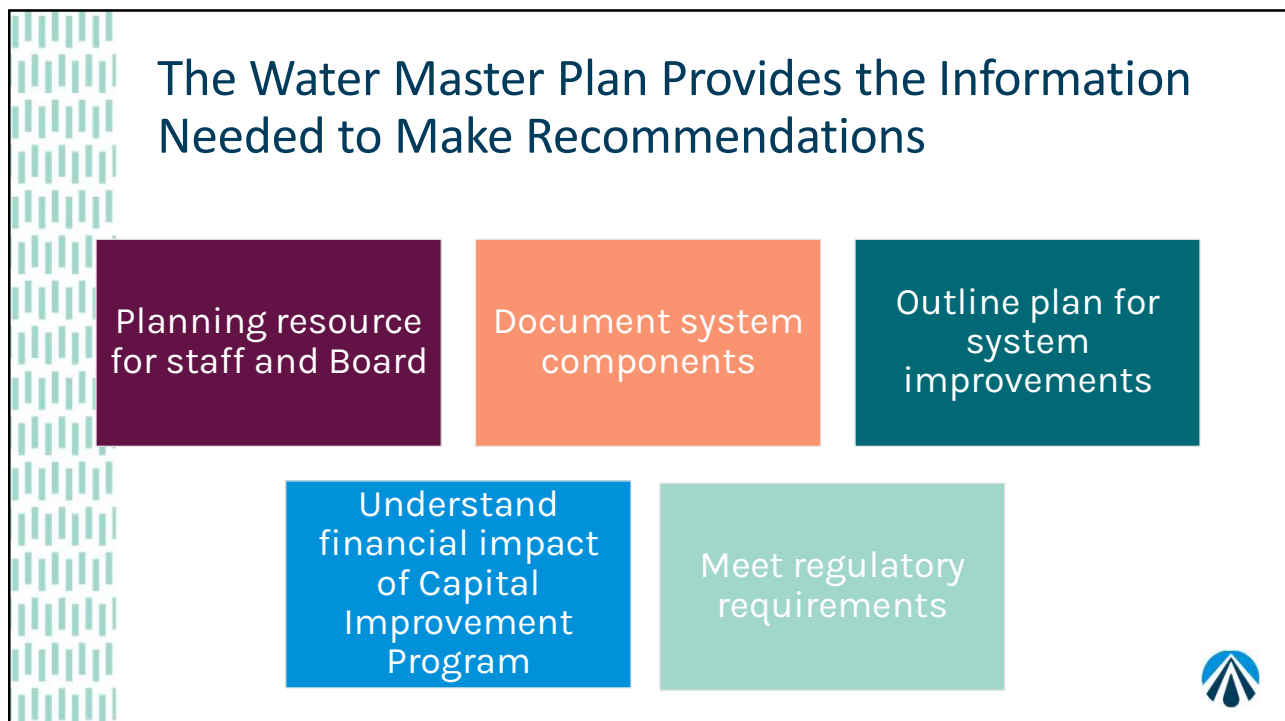 The Water Master Plan Provides the Information
Needed to Make Recommendations
Planning resource
for staff and Board
Document system
components
Outline plan for
system
improvements
Understand
financial impact
of Capital
Improvement
Program
Meet regulatory
requirements